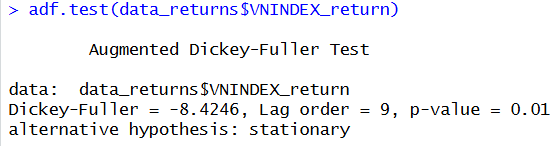 > adf.test(data_returns$VNINDEX_return)
Augmented Dickey-Fuller Test
data:  data_returns$VNINDEX_return
Dickey-Fuller = -8.4246, Lag order = 9, p-value = 0.01
alternative hypothesis: stationary